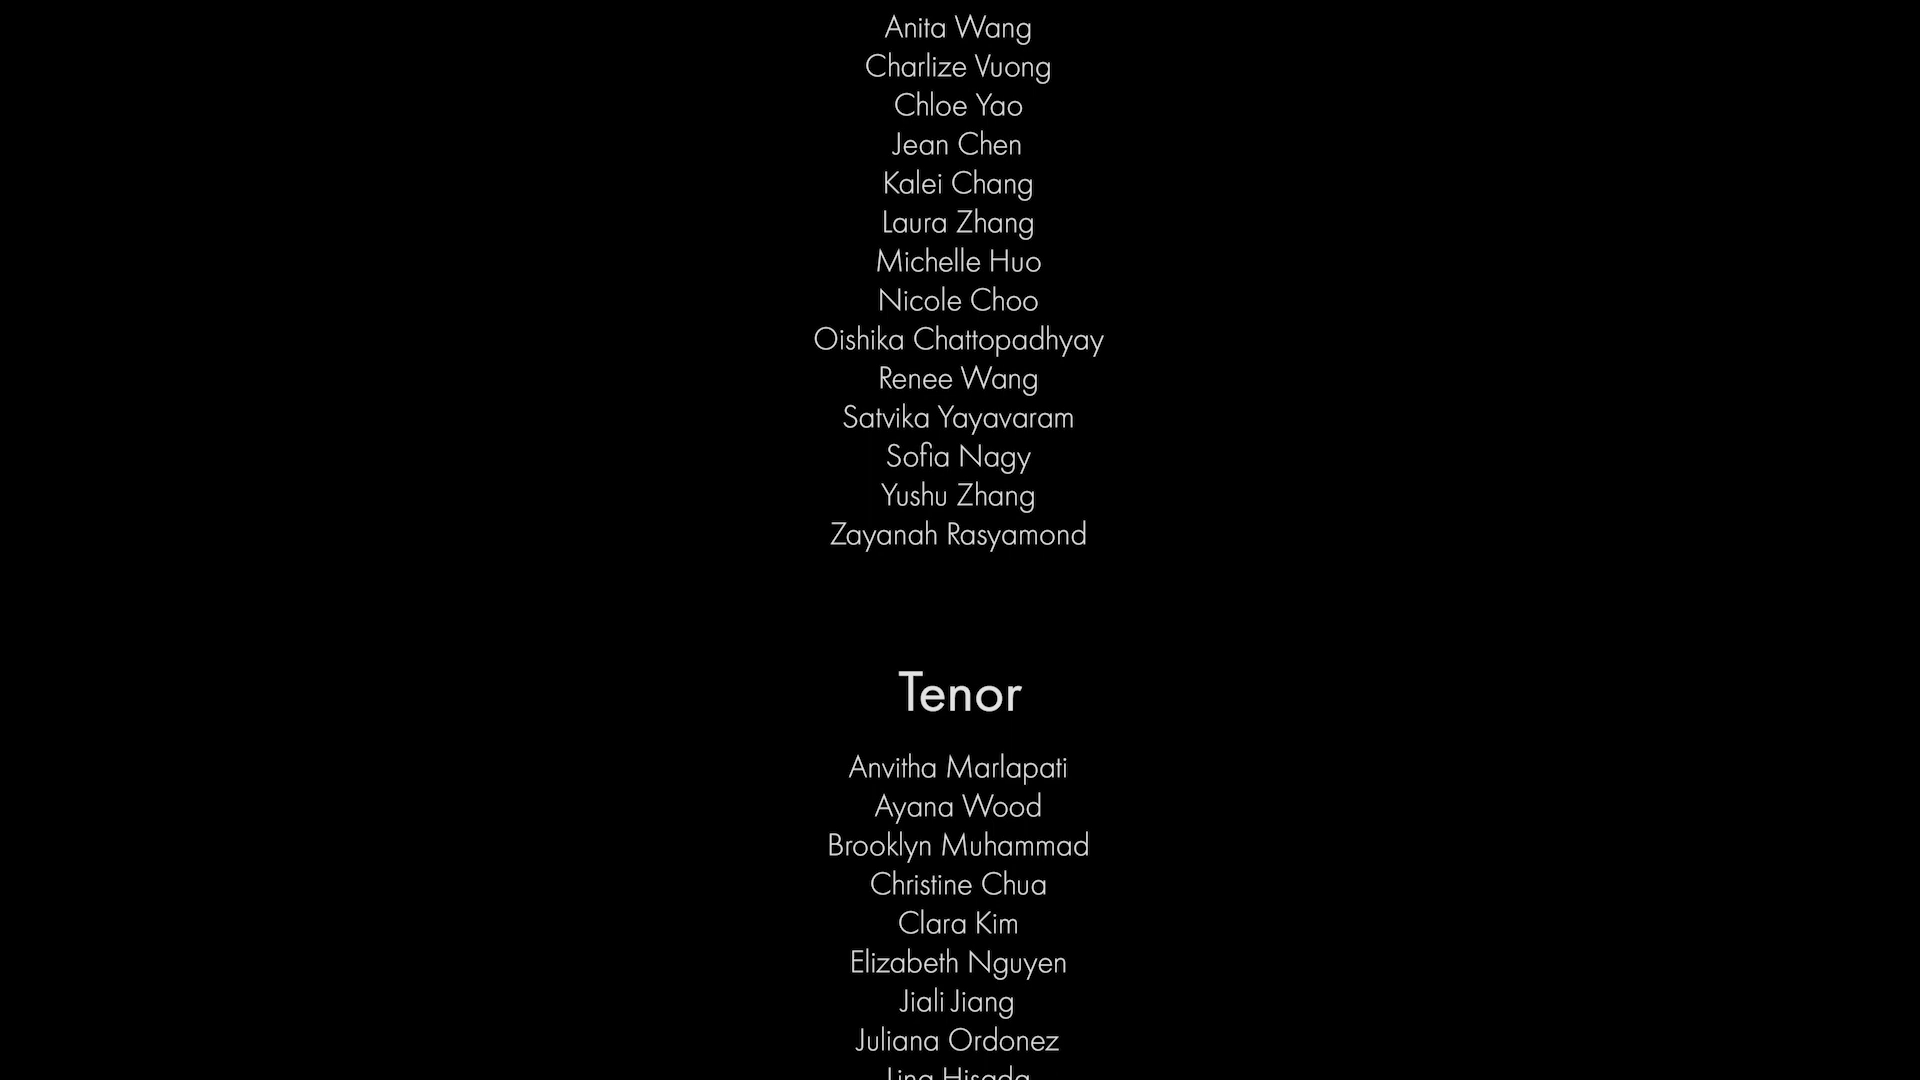 Anita Wang
Charlize Vuong
Chloe Yao
Jean Chen
Kalei Chang
Laura Zhang
Michelle Huo
Nicole Choo
Oishika Chattopadhyay
Renee Wang
Satvika Yayavaram
Sofia Nagy
Yushu Zhang
Zayanah Rasyamond
Tenor
Anvitha Marlapati
Ayana Wood
Brooklyn Muhammad
Christine Chua
Clara Kim
Elizabeth Nguyen
Jiali Jiang
Juliana Ordonez